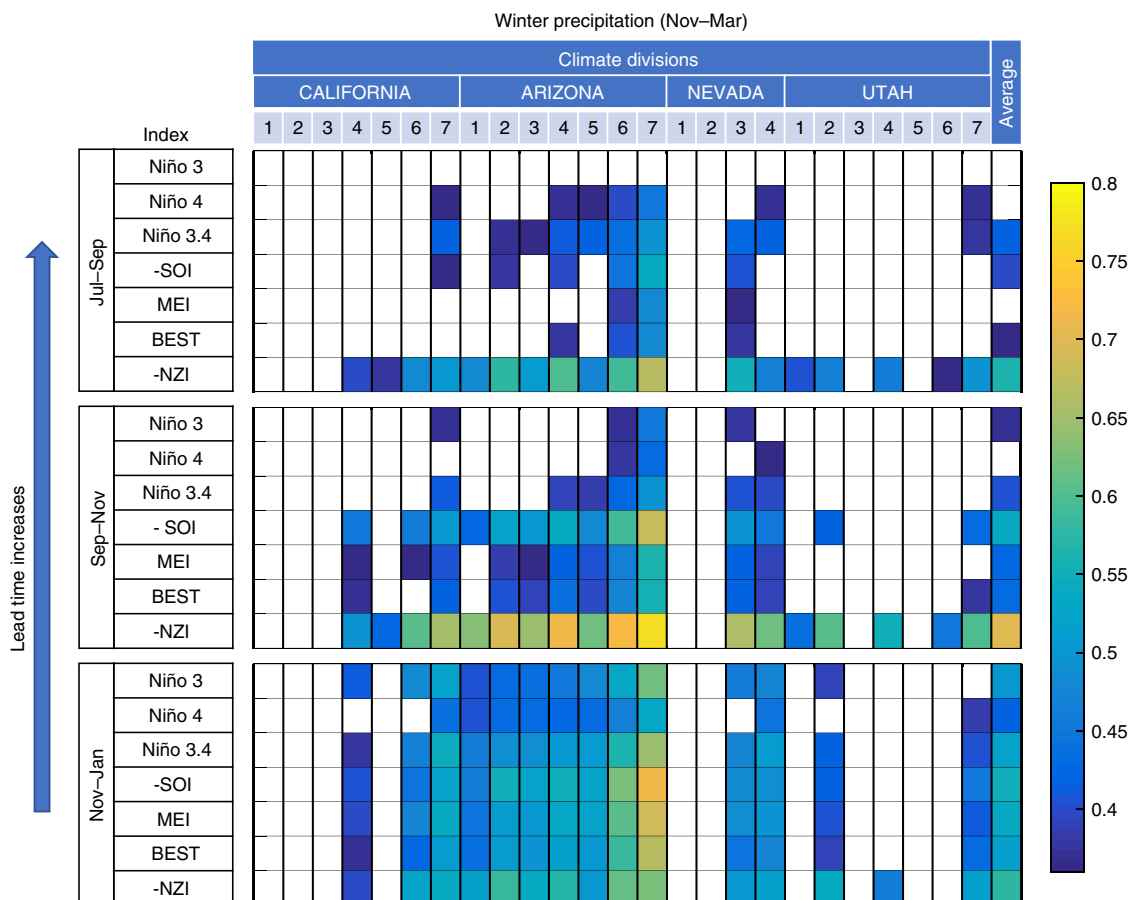 Winter precipitation (Nov–Mar)
Climate divisions
Average
CALIFORNIA ARIZONA NEVADA UTAH
Index 1 2 3 4 5 6 7 1 2 3 4 5 6 7 1 2 3 4 1 2 3 4 5 6 7
Lead time increases
Jul–Sep
Niño 3
Niño 4
Niño 3.4
-SOI
MEI
BEST
-NZI
Sep–Nov
Niño 3
Niño 4
Niño 3.4
- SOI
MEI
BEST
-NZI
Nov–Jan
Niño 3
Niño 4
Niño 3.4
-SOI
MEI
BEST
-NZI
0.8
0.75
0.7
0.65
0.6
0.55
0.5
0.45
0.4